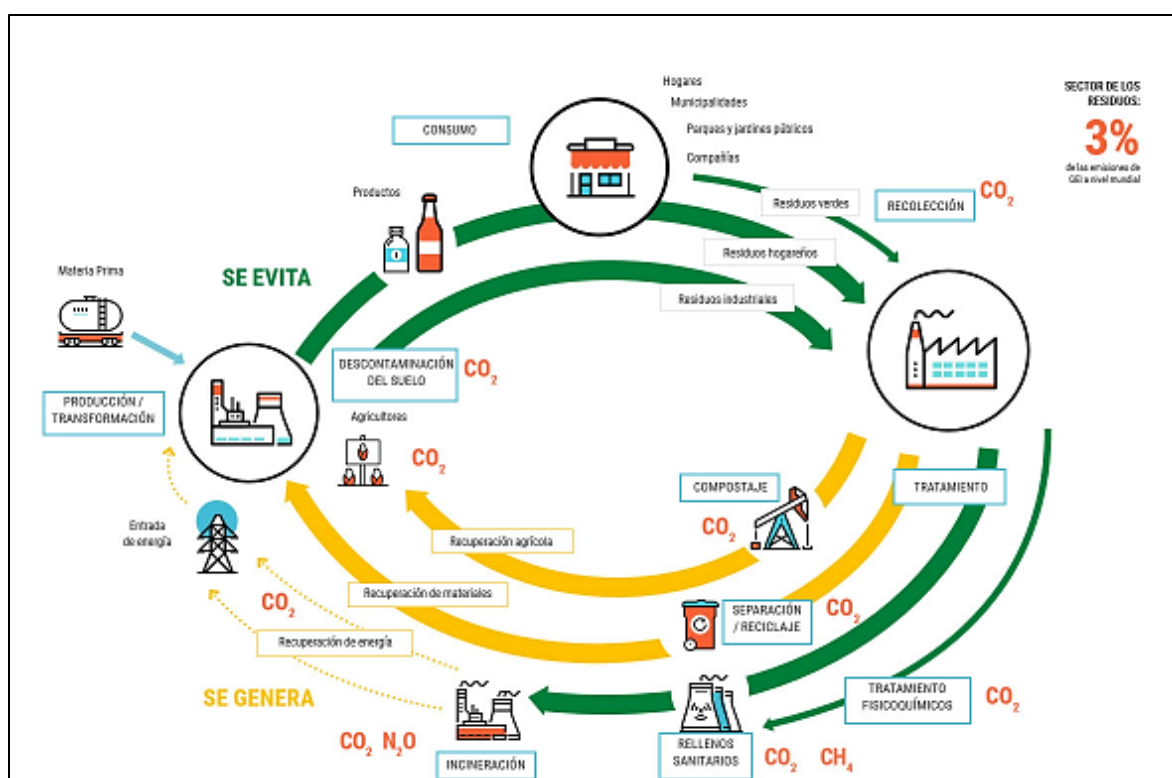 Hogares
Municipalidades
Parques y jardines públicos
Compañías
SECTOR DE LOS
RESIDUOS:
3%
de las emisiones de
GEI a nivel mundial
CONSUMO
Productos
Residuos verdes
RECOLECCIÓN
CO₂
Residuos hogareños
Residuos industriales
Materia Prima
SE EVITA
DESCONTAMINACIÓN
DEL SUELO
CO₂
PRODUCCIÓN /
TRANSFORMACIÓN
Agricultores
CO₂
COMPOSTAJE
CO₂
TRATAMIENTO
Entrada
de energía
Recuperación agrícola
Recuperación de materiales
CO₂
SEPARACIÓN
/ RECICLAJE
CO₂
Recuperación de energía
SE GENERA
TRATAMIENTO
FISICOQUÍMICOS
CO₂
CO₂ N₂O
INCINERACIÓN
RELLENOS
SANITARIOS
CO₂ CH₄